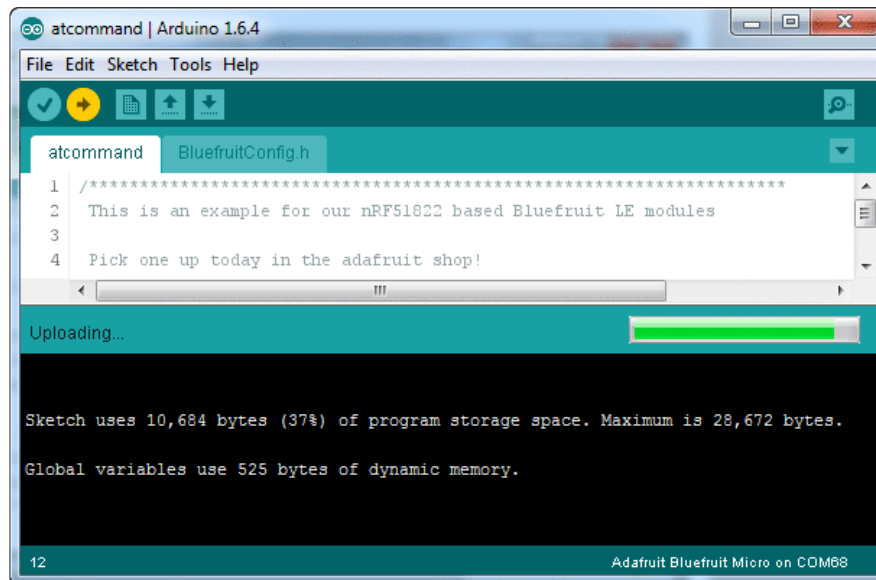 atcommand | Arduino 1.6.4
File Edit Sketch Tools Help
atcommand BluefruitConfig.h
1 /*********************************************************************
2 This is an example for our nRF51822 based Bluefruit LE modules
3
4 Pick one up today in the adafruit shop!
Uploading...
Sketch uses 10,684 bytes (37%) of program storage space. Maximum is 28,672 bytes.
Global variables use 525 bytes of dynamic memory.
12 Adafruit Bluefruit Micro on COM68